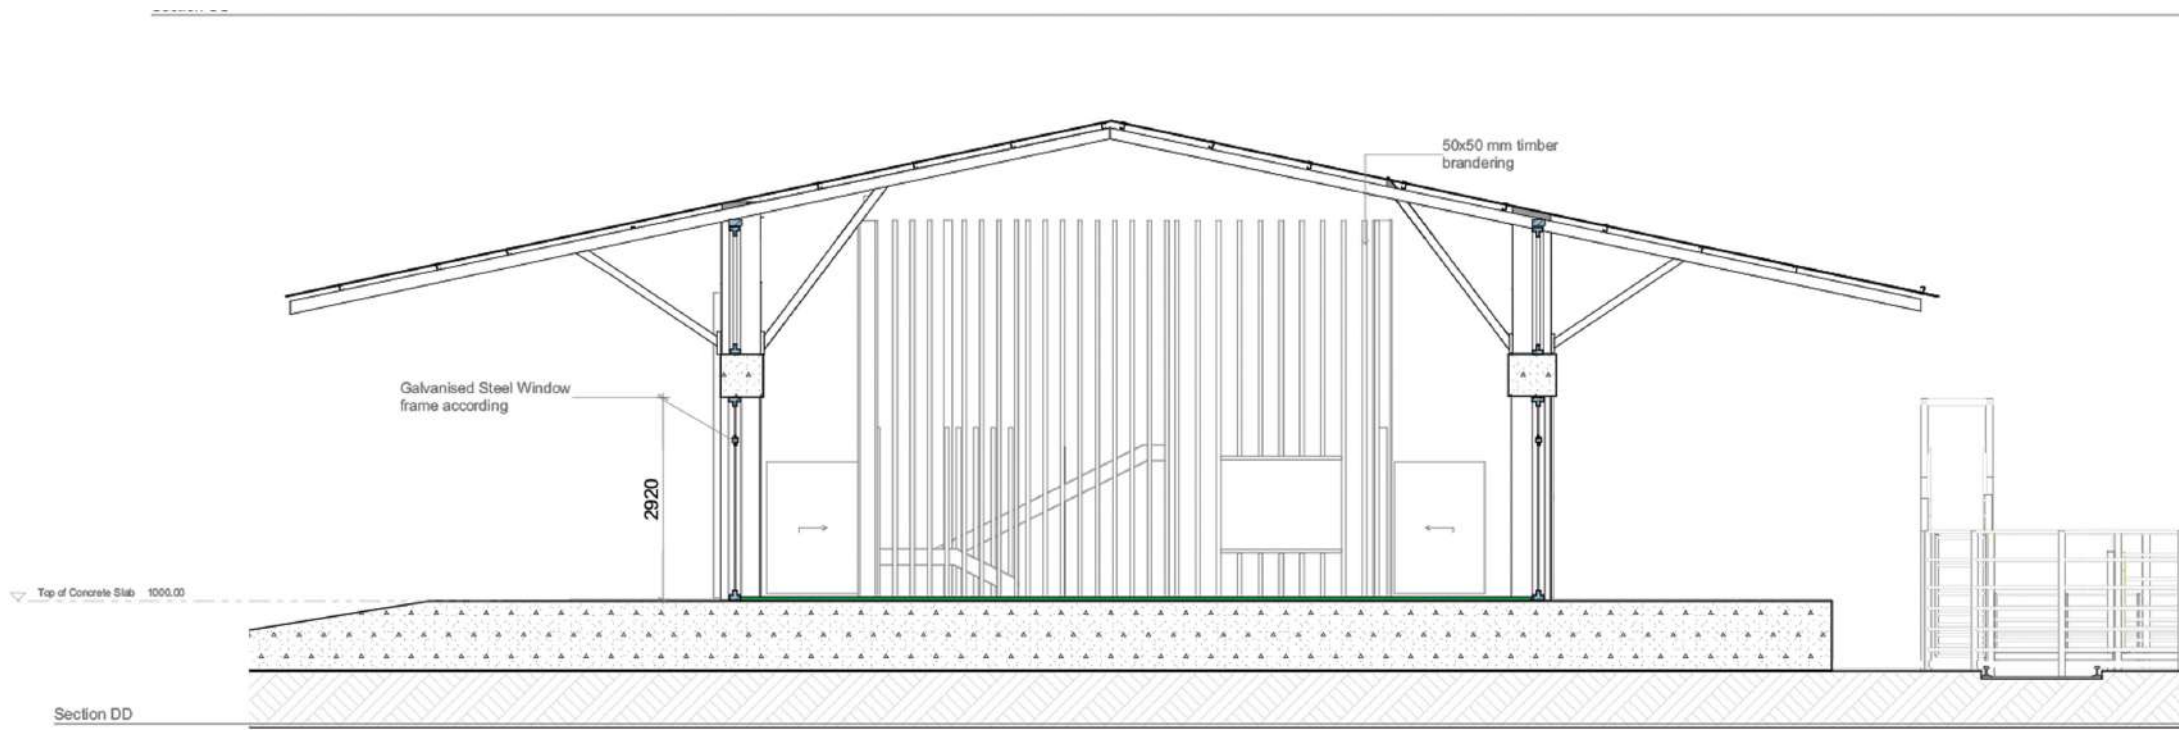 50x50 mm timber
brandering
Galvanised Steel Window
frame according
2920
Top of Concrete Slab 1000.00
Section DD